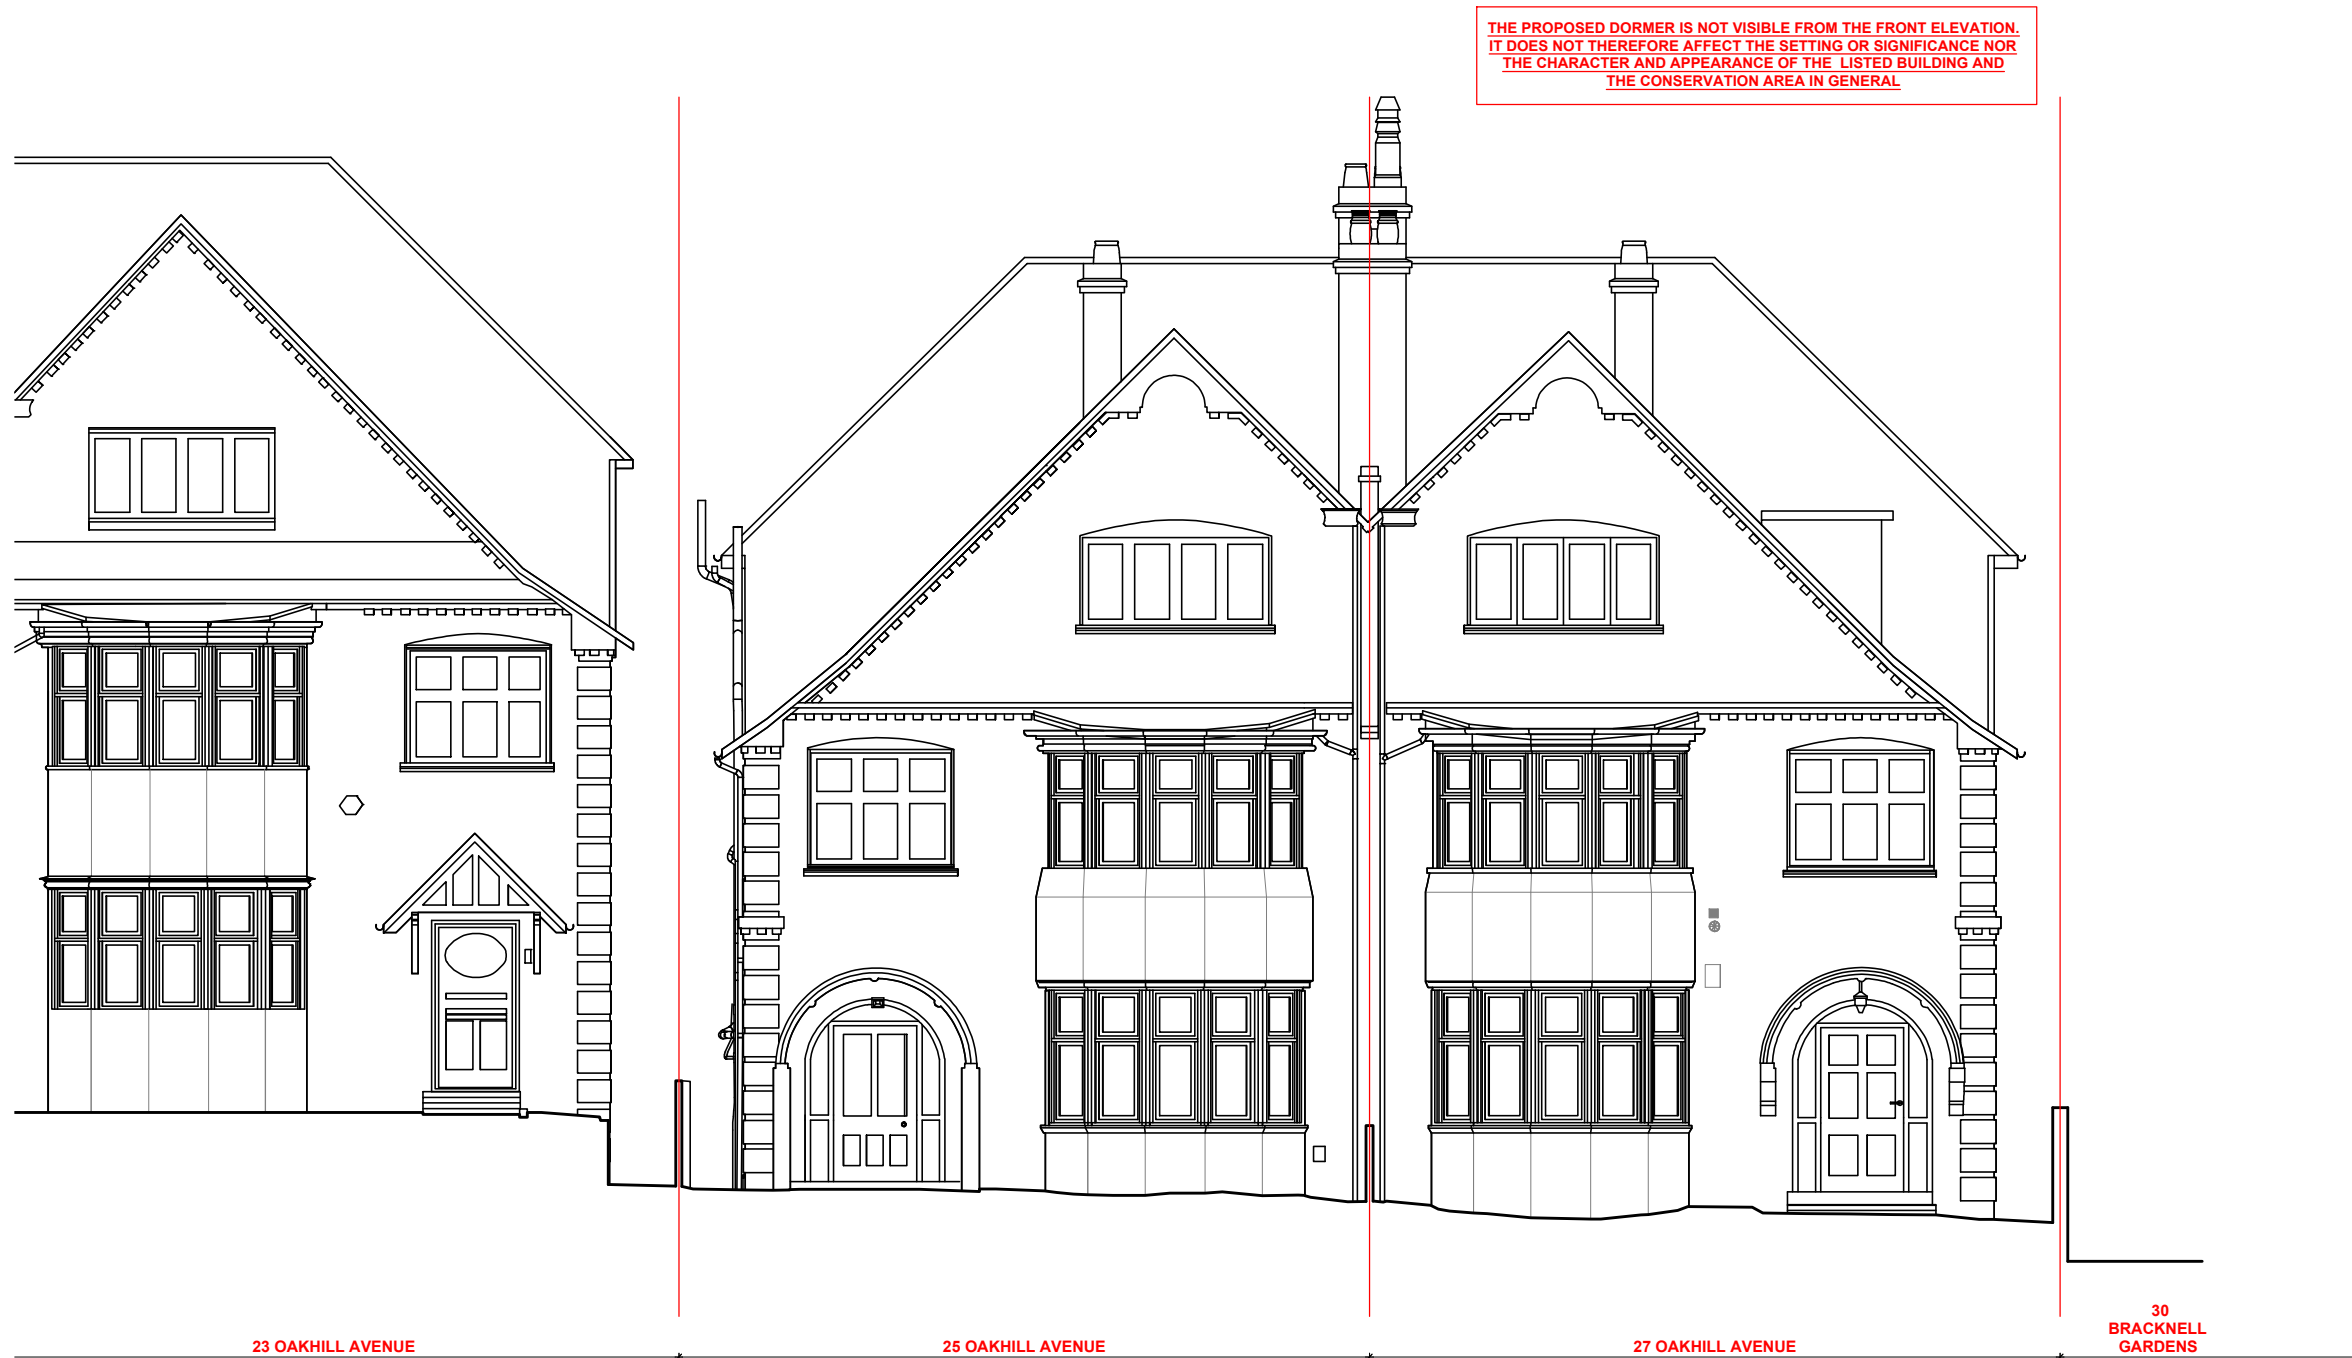 THE PROPOSED DORMER IS NOT VISIBLE FROM THE FRONT ELEVATION.
IT DOES NOT THEREFORE AFFECT THE SETTING OR SIGNIFICANCE NOR
THE CHARACTER AND APPEARANCE OF THE LISTED BUILDING AND
THE CONSERVATION AREA IN GENERAL
23 OAKHILL AVENUE
25 OAKHILL AVENUE
27 OAKHILL AVENUE
30
BRACKNELL
GARDENS